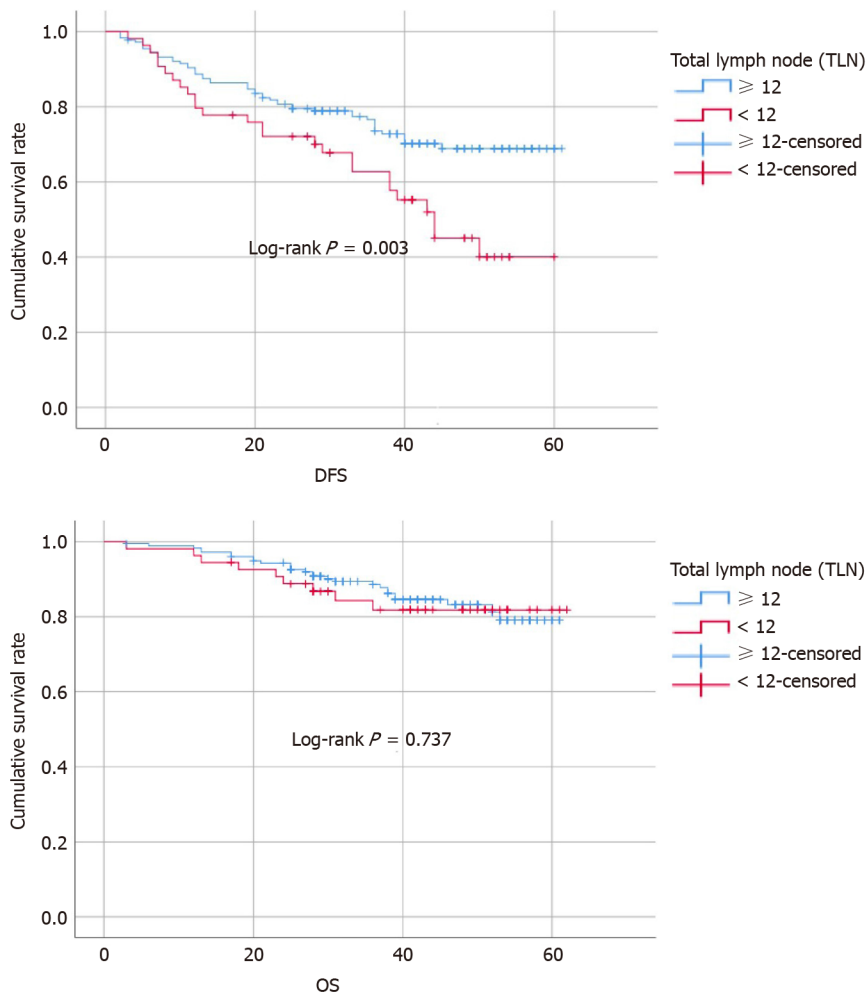 1.0
0.8
0.6
0.4
0.2
0.0
Cumulative survival rate
Log-rank P = 0.003
0 20 40 60
DFS
Total lymph node (TLN)
⩾ 12
< 12
⩾ 12-censored
< 12-censored
1.0
0.8
0.6
0.4
0.2
0.0
Cumulative survival rate
Log-rank P = 0.737
0 20 40 60
OS
Total lymph node (TLN)
⩾ 12
< 12
⩾ 12-censored
< 12-censored